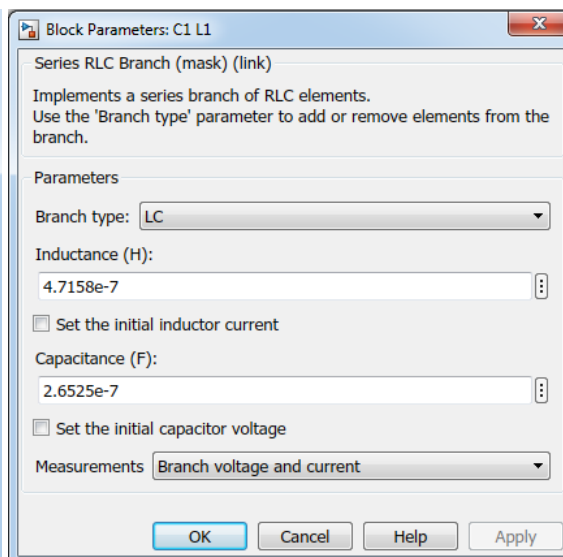 Block Parameters: C1 L1
Series RLC Branch (mask) (link)
Implements a series branch of RLC elements.
Use the 'Branch type' parameter to add or remove elements from the
branch.
Parameters
Branch type: LC
Inductance (H):
4.7158e-7
Set the initial inductor current
Capacitance (F):
2.6525e-7
Set the initial capacitor voltage
Measurements Branch voltage and current
OK Cancel Help Apply